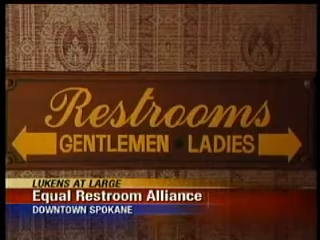 Restrooms
GENTLEMEN LADIES
LUKENS AT LARGE
Equal Restroom Alliance
DOWNTOWN SPOKANE